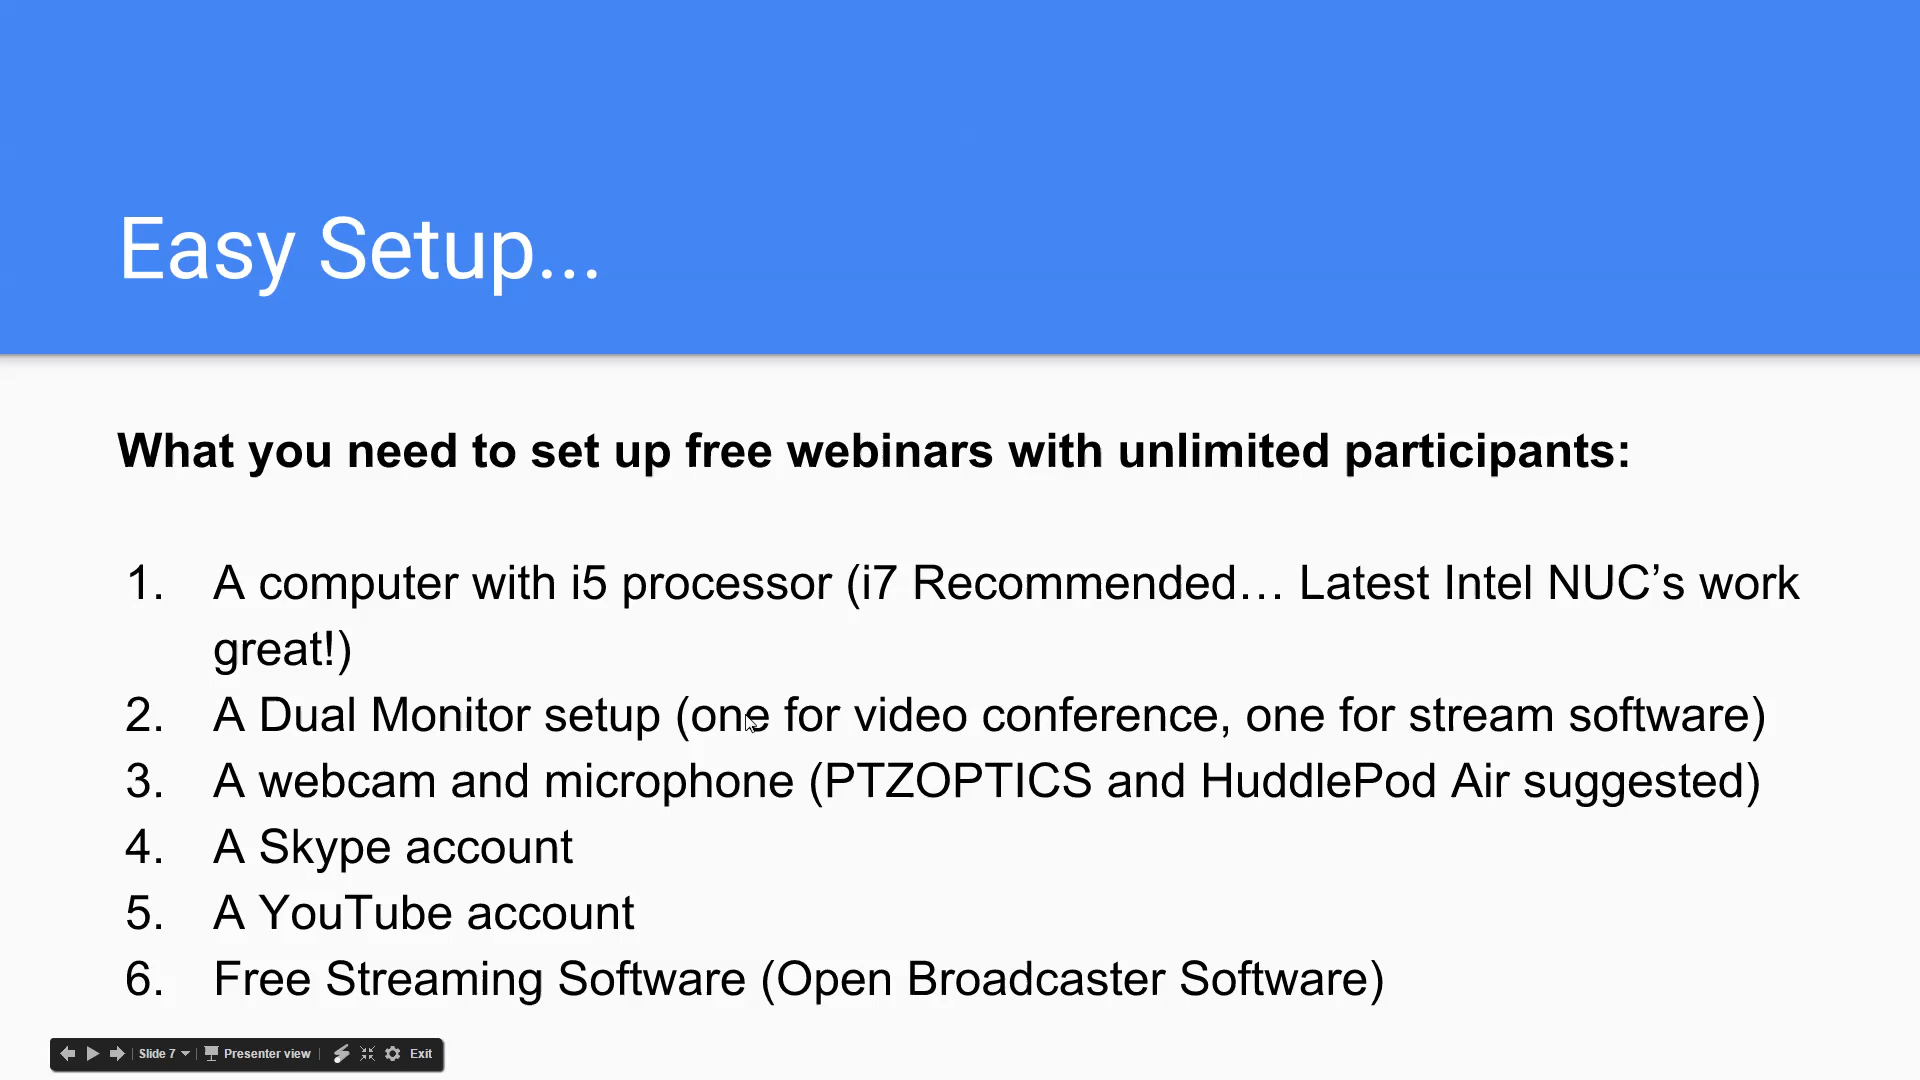 Easy Setup...
What you need to set up free webinars with unlimited participants:
1. A computer with i5 processor (i7 Recommended… Latest Intel NUC’s work
great!)
2. A Dual Monitor setup (one for video conference, one for stream software)
3. A webcam and microphone (PTZOPTICS and HuddlePod Air suggested)
4. A Skype account
5. A YouTube account
6. Free Streaming Software (Open Broadcaster Software)
Slide 7 Presenter view Exit